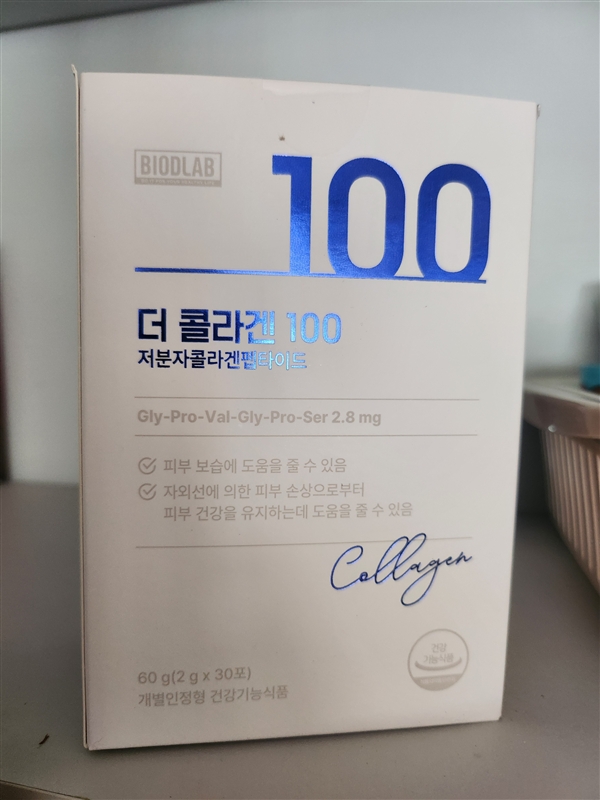 BIODLAB
100
더 콜라겐 100
저분자콜라겐펩타이드
Gly-Pro-Val-Gly-Pro-Ser 2.8 mg
피부 보습에 도움을 줄 수 있음
자외선에 의한 피부 손상으로부터
피부 건강을 유지하는데 도움을 줄 수 있음
Collagen
건강
기능식품
60 g(2 g x 30포)
개별인정형 건강기능식품